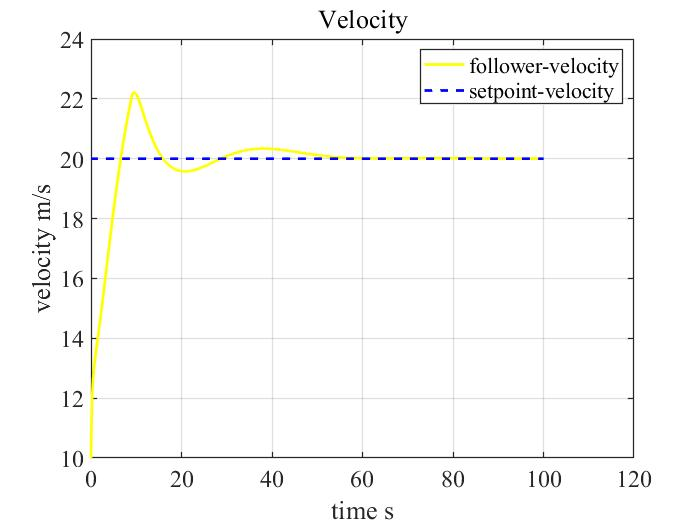 Velocity
24
22
20
18
16
14
12
10
velocity m/s
follower-velocity
setpoint-velocity
0 20 40 60 80 100 120
time s